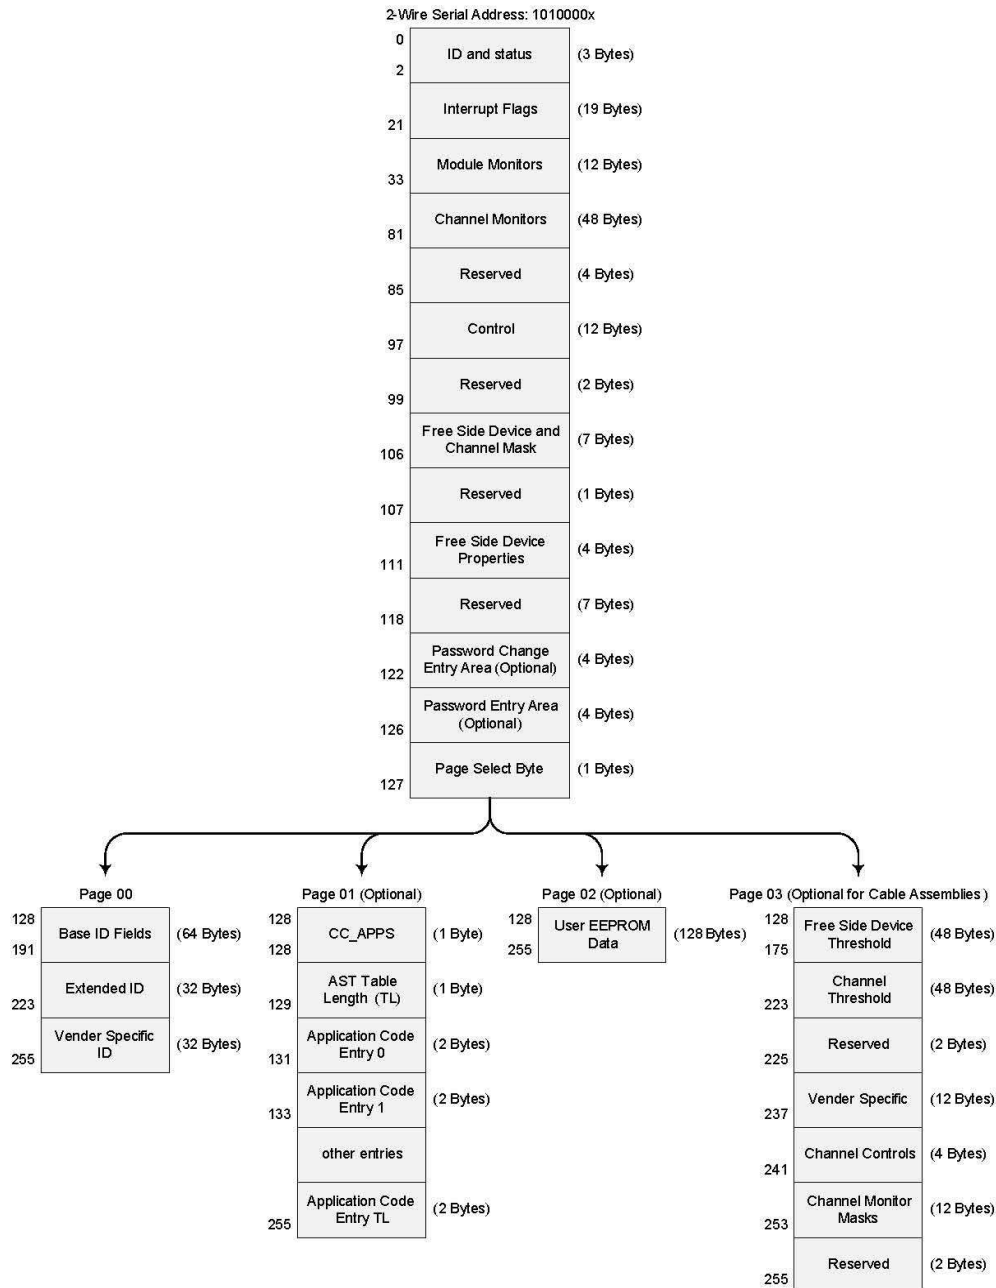 2-Wire Serial Address: 1010000x
0
ID and status (3 Bytes)
2
Interrupt Flags (19 Bytes)
21
Module Monitors (12 Bytes)
33
Channel Monitors (48 Bytes)
81
Reserved (4 Bytes)
85
Control (12 Bytes)
97
Reserved (2 Bytes)
99
Free Side Device and
Channel Mask
(7 Bytes)
106
Reserved (1 Bytes)
107
Free Side Device
Properties
(4 Bytes)
111
Reserved (7 Bytes)
118
Password Change
Entry Area (Optional)
(4 Bytes)
122
Password Entry Area
(Optional)
(4 Bytes)
126
Page Select Byte (1 Bytes)
127
Page 00
128
Base ID Fields (64 Bytes)
191
Extended ID (32 Bytes)
223
Vender Specific
ID
(32 Bytes)
255
Page 01 (Optional)
128
CC_APPS (1 Byte)
128
AST Table
Length (TL)
(1 Byte)
129
Application Code
Entry 0
(2 Bytes)
131
Application Code
Entry 1
(2 Bytes)
133
other entries
Application Code
Entry TL
(2 Bytes)
255
Page 02 (Optional)
128
User EEPROM
Data
(128 Bytes)
255
Page 03 (Optional for Cable Assemblies )
128
Free Side Device
Threshold
(48 Bytes)
175
Channel
Threshold
(48 Bytes)
223
Reserved (2 Bytes)
225
Vender Specific (12 Bytes)
237
Channel Controls (4 Bytes)
241
Channel Monitor
Masks
(12 Bytes)
253
Reserved (2 Bytes)
255